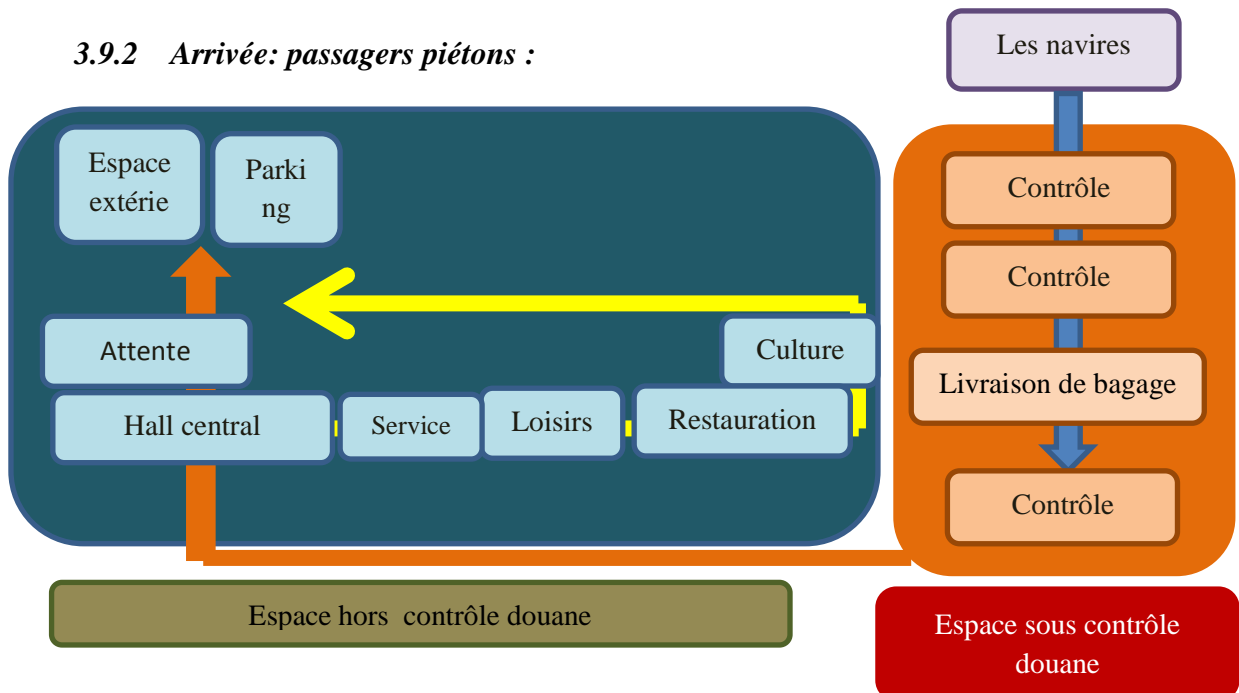 3.9.2 Arrivée: passagers piétons :
Les navires
Espace
extérie
Parki
ng
Contrôle
Contrôle
Attente
Culture
Livraison de bagage
Hall central
Service
Loisirs
Restauration
Contrôle
Espace hors contrôle douane
Espace sous contrôle
douane